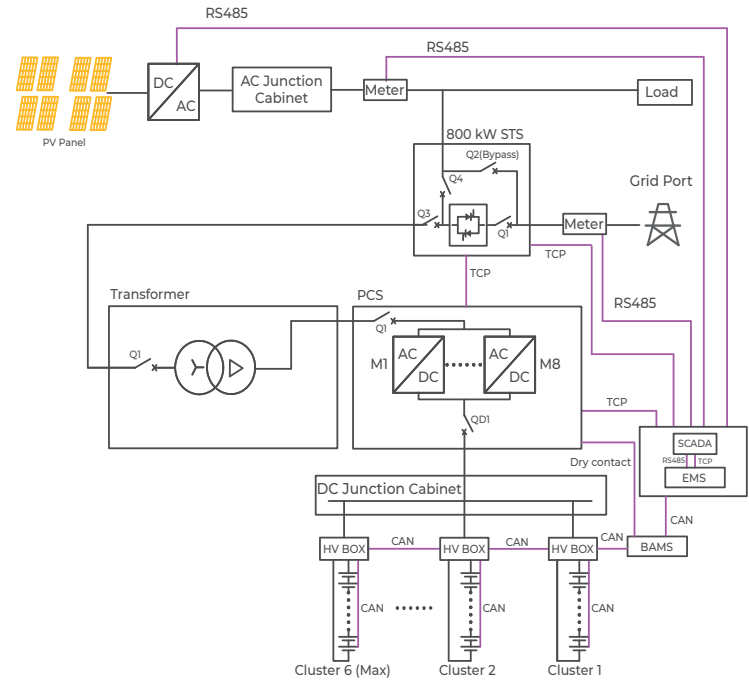 RS485
RS485
DC
AC
AC Junction
Cabinet
Meter
Load
PV Panel
800 kW STS
Q2(Bypass)
Q4
Grid Port
Q3
Q1
Meter
TCP
TCP
Transformer
PCS
RS485
Q1
Q1
M1
AC
DC
AC
DC
M8
TCP
QD1
SCADA
RS485
TCP
EMS
Dry contact
DC Junction Cabinet
CAN
HV BOX
CAN
HV BOX
CAN
HV BOX
CAN
BAMS
CAN
CAN
CAN
Cluster 6 (Max)
Cluster 2
Cluster 1